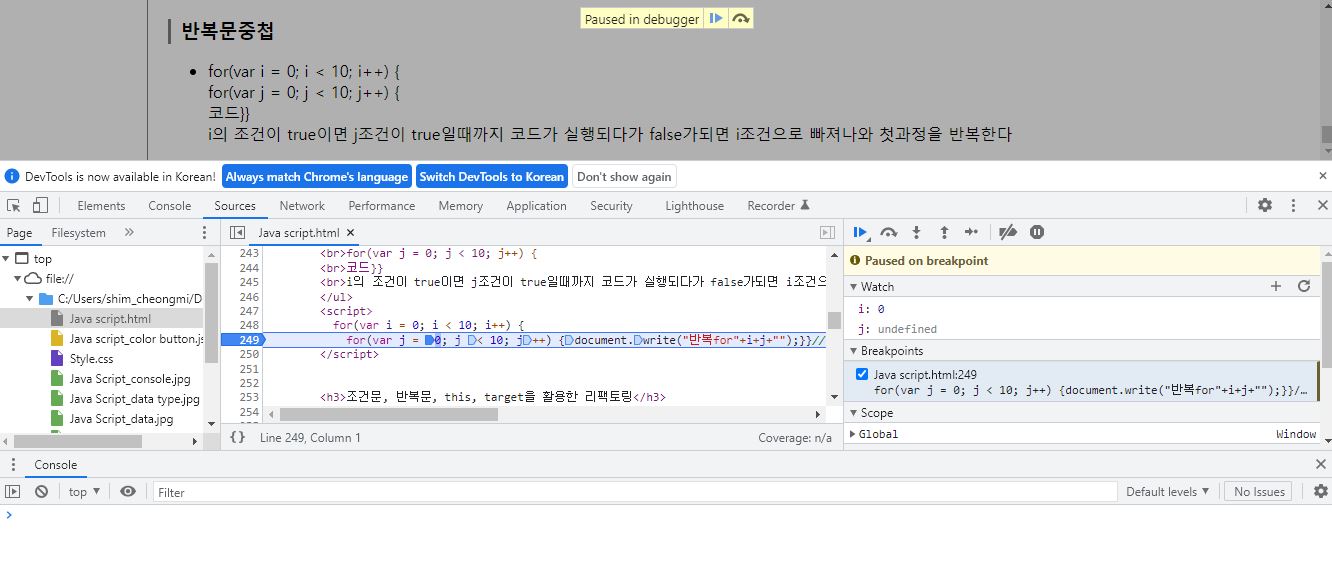 반복문중첩
Paused in debugger
for(var i = 0; i < 10; i++) {
for(var j = 0; j < 10; j++) {
코드}}
i의 조건이 true이면 j조건이 true일때까지 코드가 실행되다가 false가되면 i조건으로 빠져나와 첫과정을 반복한다
DevTools is now available in Korean! Always match Chrome's language Switch DevTools to Korean Don't show again
Elements Console Sources Network Performance Memory Application Security Lighthouse Recorder
Page Filesystem
Java script.html
top
file://
C:/Users/shim_cheongmi/D
Java script.html
Java script_color button.js
Style.css
Java Script_console.jpg
Java Script_data type.jpg
Java Script_data.jpg
243 <br>for(var j = 0; j < 10; j++) {
244 <br>코드}}
245 <br>i의 조건이 true이면 j조건이 true일때까지 코드가 실행되다가 false가되면 i조건으
246 </ul>
247 <script>
248 for(var i = 0; i < 10; i++) {
249 for(var j = 0; j < 10; j++) {document.write("반복for"+i+j+"");}}//
250 </script>
251
252
253 <h3>조건문, 반복문, this, target을 활용한 리팩토링</h3>
254
{} Line 249, Column 1 Coverage: n/a
Paused on breakpoint
Watch
i: 0
j: undefined
Breakpoints
Java script.html:249
for(var j = 0; j < 10; j++) {document.write("반복for"+i+j+"");}}/…
Scope
Global Window
Console
top Filter Default levels No Issues